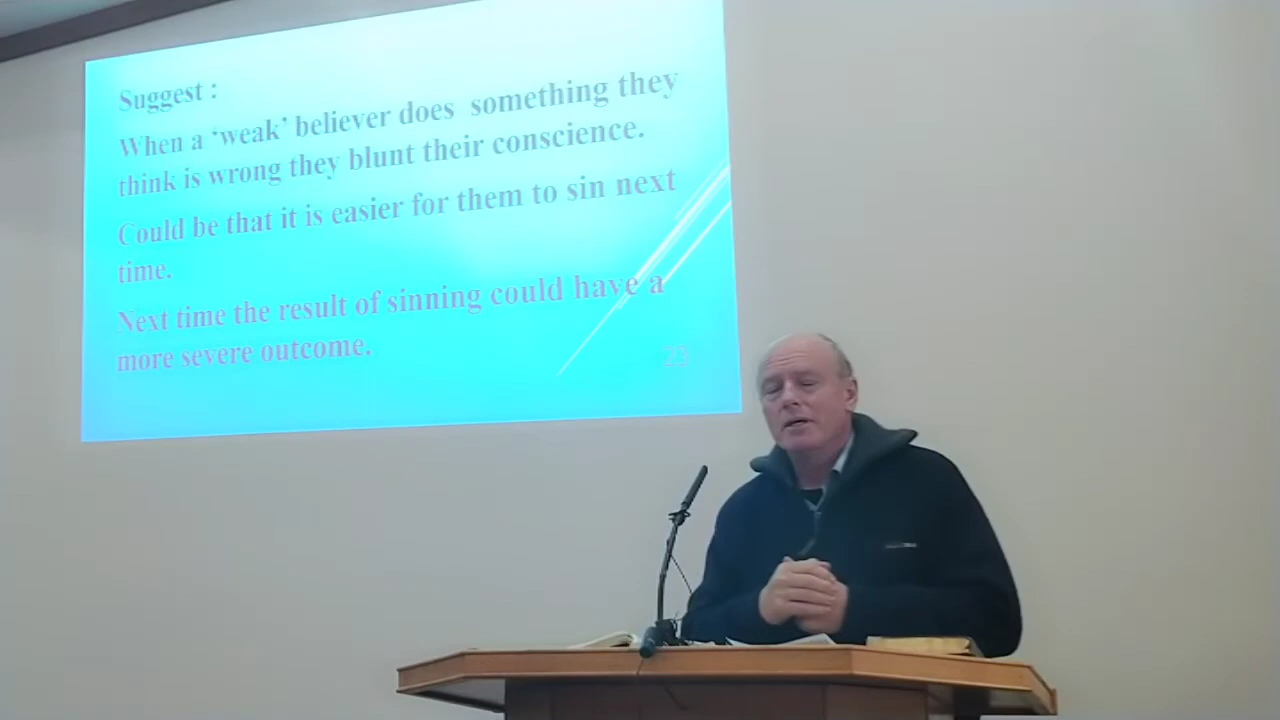 Suggest :
When a ‘weak’ believer does something they
think is wrong they blunt their conscience.
Could be that it is easier for them to sin next
time.
Next time the result of sinning could have a
more severe outcome.
23